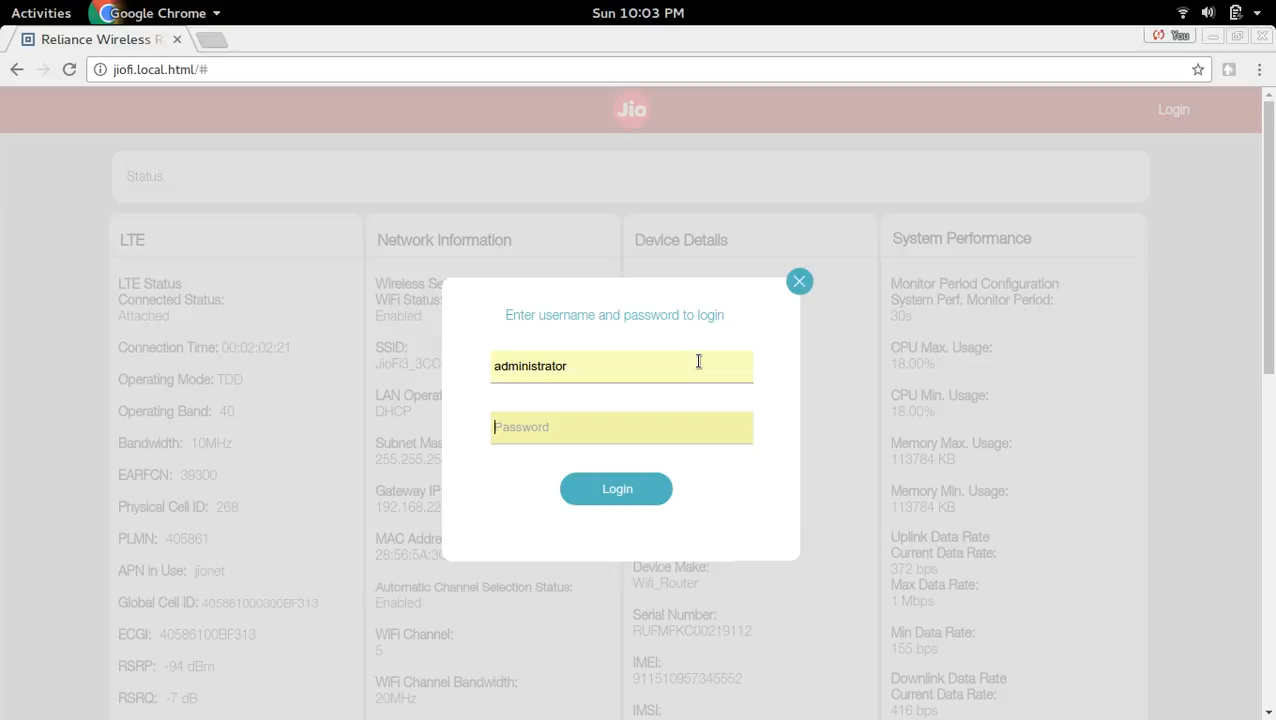 Activities Google Chrome Sun 10:03 PM
Reliance Wireless R You
jiofi.local.html/#
Jio Login
Status
LTE
LTE Status
Connected Status:
Attached
Connection Time: 00:02:02:21
Operating Mode: TDD
Operating Band: 40
Bandwidth: 10MHz
EARFCN: 39300
Physical Cell ID: 268
PLMN: 405861
APN in Use: jionet
Global Cell ID: 405861000300BF313
ECGI: 40586100BF313
RSRP: -94 dBm
RSRQ: -7 dB
Network Information
Wireless Se
WiFi Status:
Enabled
SSID:
JioFi3_3CC
LAN Operat
DHCP
Subnet Mas
255.255.25
Gateway IP
192.168.22
MAC Addre
28:56:5A:3
Automatic Channel Selection Status:
Enabled
WiFi Channel:
5
WiFi Channel Bandwidth:
20MHz
Device Details
Device Make:
Wifi_Router
Serial Number:
RUFMFKC00219112
IMEI:
911510957345552
IMSI:
System Performance
Monitor Period Configuration
System Perf. Monitor Period:
30s
CPU Max. Usage:
18.00%
CPU Min. Usage:
18.00%
Memory Max. Usage:
113784 KB
Memory Min. Usage:
113784 KB
Uplink Data Rate
Current Data Rate:
372 bps
Max Data Rate:
1 Mbps
Min Data Rate:
155 bps
Downlink Data Rate
Current Data Rate:
416 bps
Enter username and password to login
administrator
Password
Login